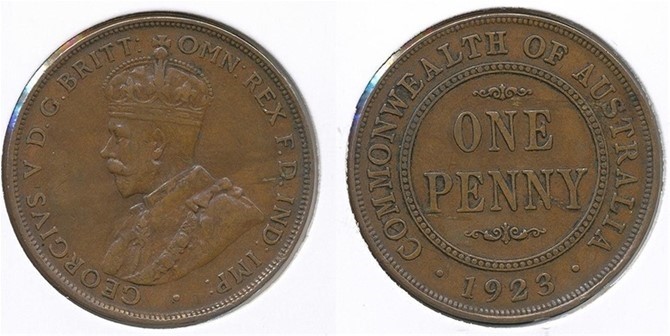 GEORGIVS V D.G. BRITT: OMN: REX F.D. IND: IMP:
COMMONWEALTH OF AUSTRALIA
ONE
PENNY
· 1923 ·